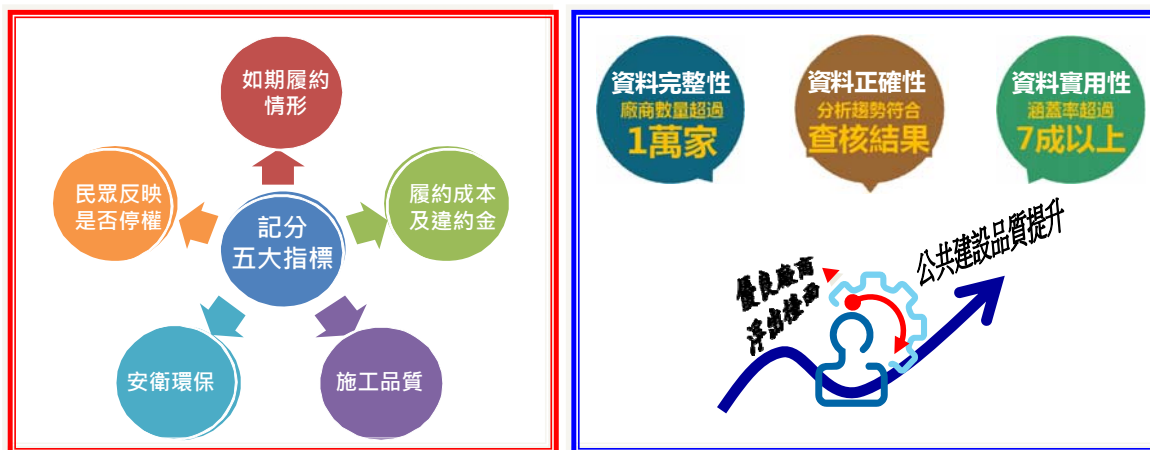 如期履約
情形
民眾反映
是否停權
記分
五大指標
履約成本
及違約金
安衛環保
施工品質
資料完整性
廠商數量超過
1萬家
資料正確性
分析趨勢符合
查核結果
資料實用性
涵蓋率超過
7成以上
優良廠商
浮出檯面
公共建設品質提升